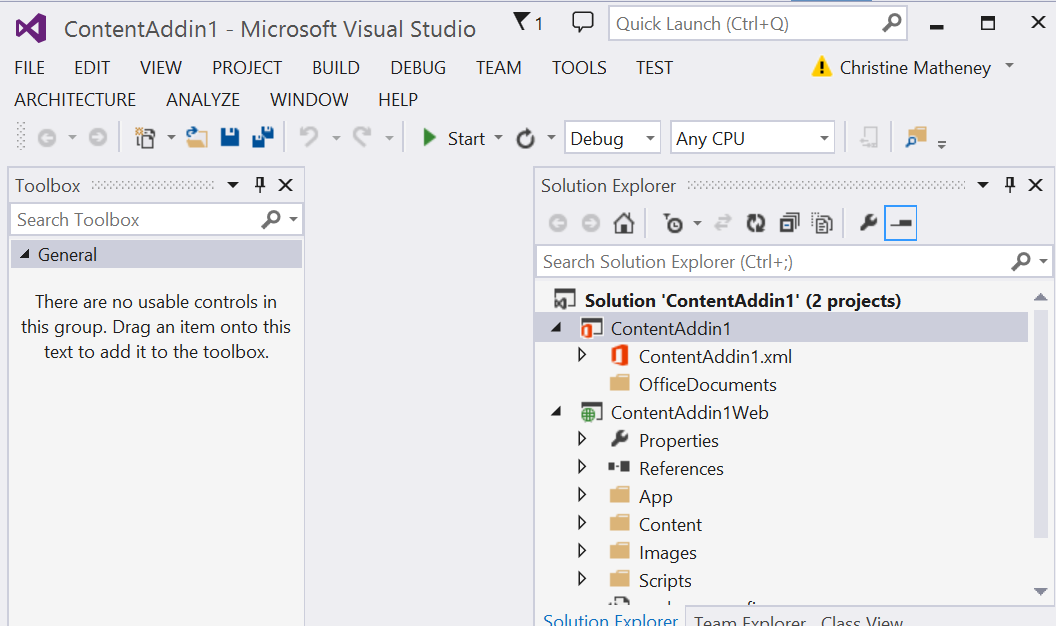 ContentAddin1 - Microsoft Visual Studio
1
Quick Launch (Ctrl+Q)
FILE EDIT VIEW PROJECT BUILD DEBUG TEAM TOOLS TEST
Christine Matheney
ARCHITECTURE ANALYZE WINDOW HELP
Start Debug Any CPU
Toolbox
Search Toolbox
General
There are no usable controls in
this group. Drag an item onto this
text to add it to the toolbox.
Solution Explorer
Search Solution Explorer (Ctrl+;)
Solution 'ContentAddin1' (2 projects)
ContentAddin1
ContentAddin1.xml
OfficeDocuments
ContentAddin1Web
Properties
References
App
Content
Images
Scripts
Solution Explorer Team Explorer Class View